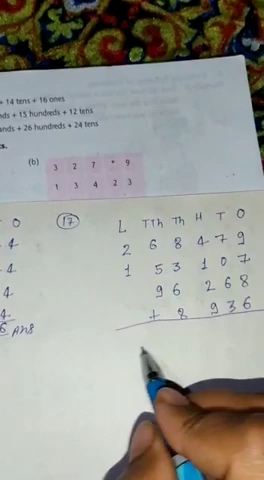 + 14 tens + 16 ones
nds + 15 hundreds + 12 tens
ands + 26 hundreds + 24 tens
s.
(b) 3 2 7 * 9
1 3 4 2 3
O
4
4
4
4
6 Ans
17
L TTh Th H T O
2 6 8 4 7 9
1 5 3 1 0 7
9 6 2 6 8
+ 8 9 3 6